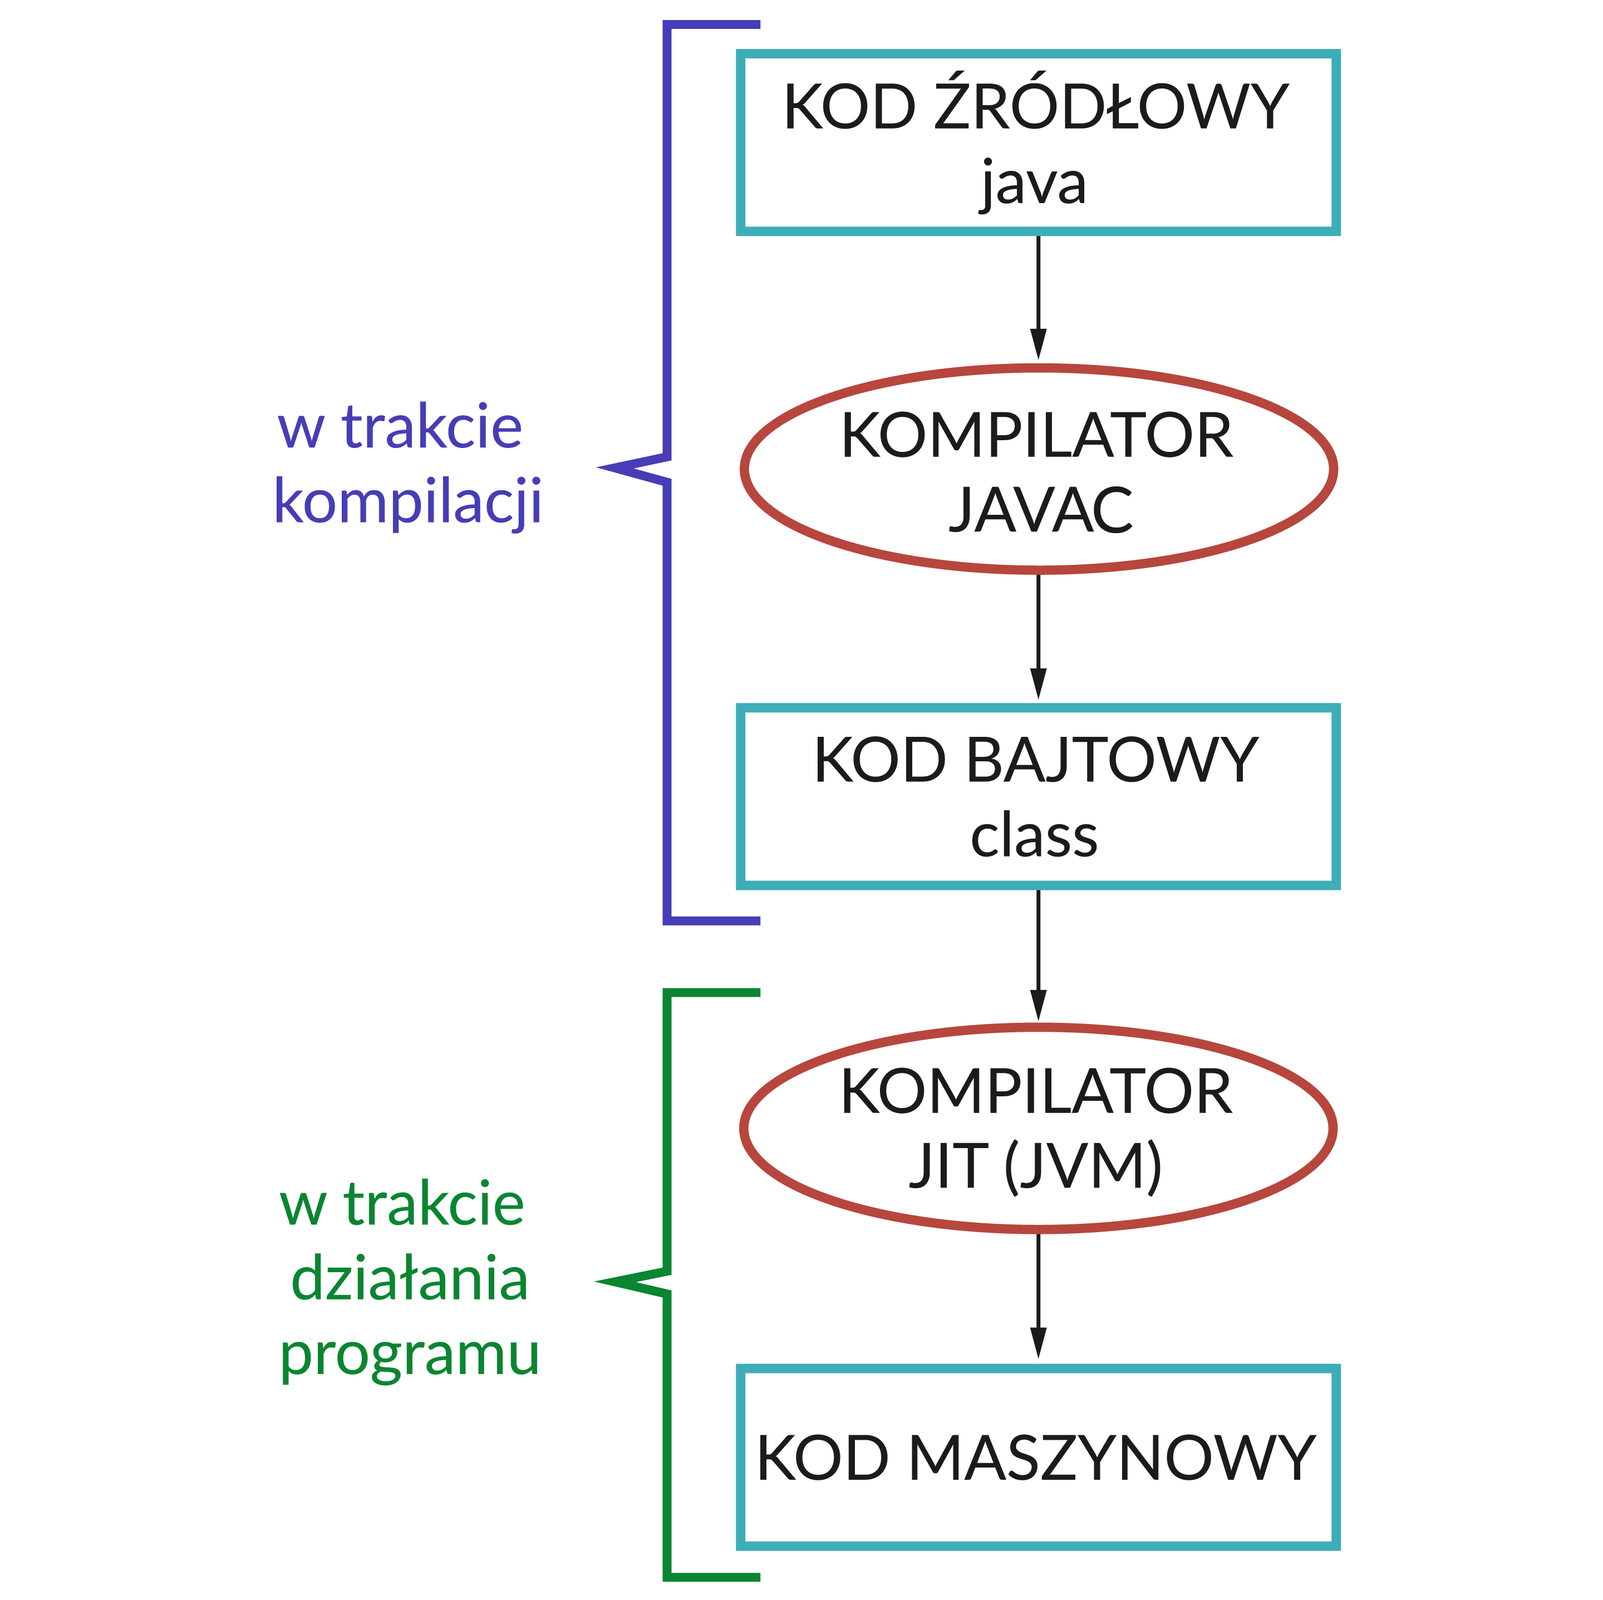 KOD ŹRÓDŁOWY
java
w trakcie
kompilacji
KOMPILATOR
JAVAC
KOD BAJTOWY
class
KOMPILATOR
JIT (JVM)
w trakcie
działania
programu
KOD MASZYNOWY